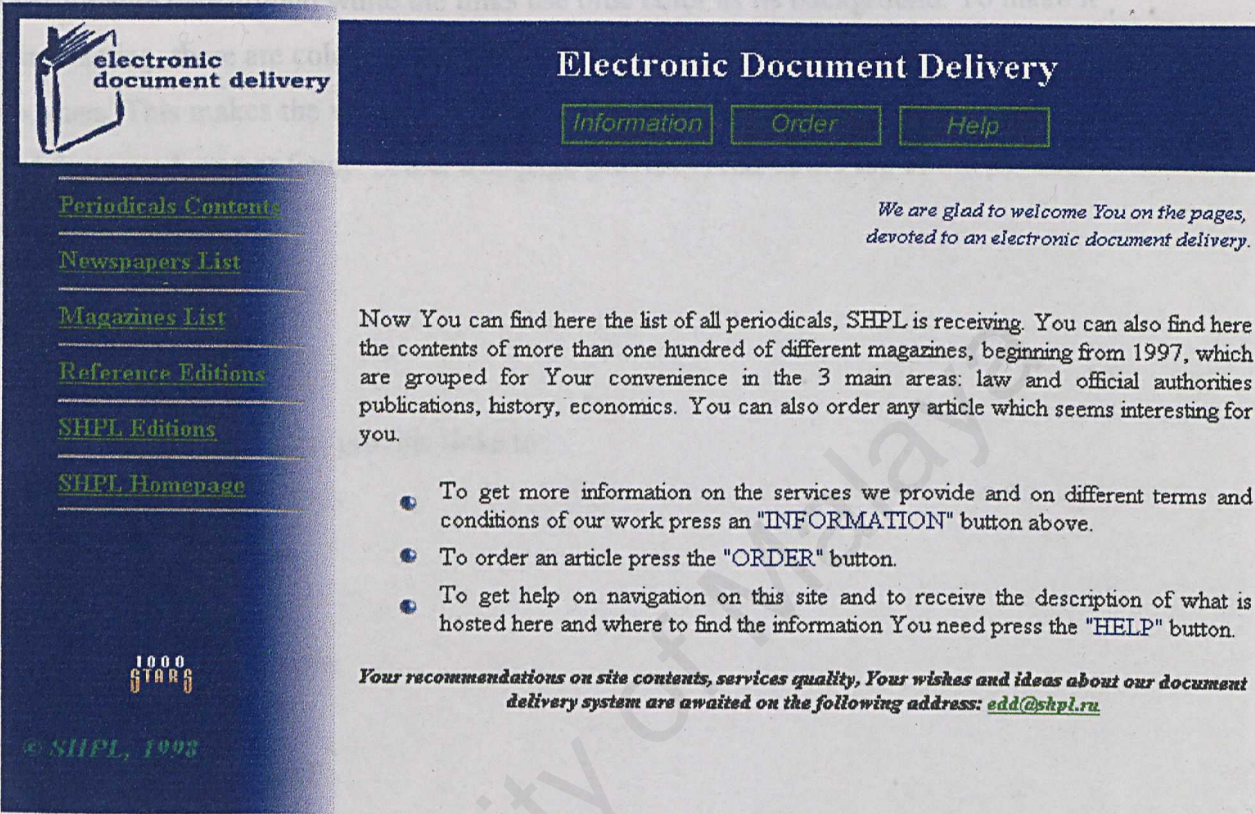 electronic
document delivery
Electronic Document Delivery
Information Order Help
Periodicals Contents
Newspapers List
Magazines List
Reference Editions
SHPL Editions
SHPL Homepage
1000
STARS
© SHPL, 1998
We are glad to welcome You on the pages,
devoted to an electronic document delivery.
Now You can find here the list of all periodicals, SHPL is receiving. You can also find here
the contents of more than one hundred of different magazines, beginning from 1997, which
are grouped for Your convenience in the 3 main areas: law and official authorities
publications, history, economics. You can also order any article which seems interesting for
you.
To get more information on the services we provide and on different terms and
conditions of our work press an "INFORMATION" button above.
To order an article press the "ORDER" button.
To get help on navigation on this site and to receive the description of what is
hosted here and where to find the information You need press the "HELP" button.
Your recommendations on site contents, services quality, Your wishes and ideas about our document
delivery system are awaited on the following address: edd@shpl.ru